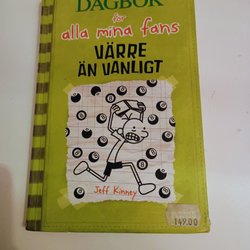 DAGBOK
för
alla mina fans
VÄRRE
ÄN VANLIGT
Jeff Kinney
149.00